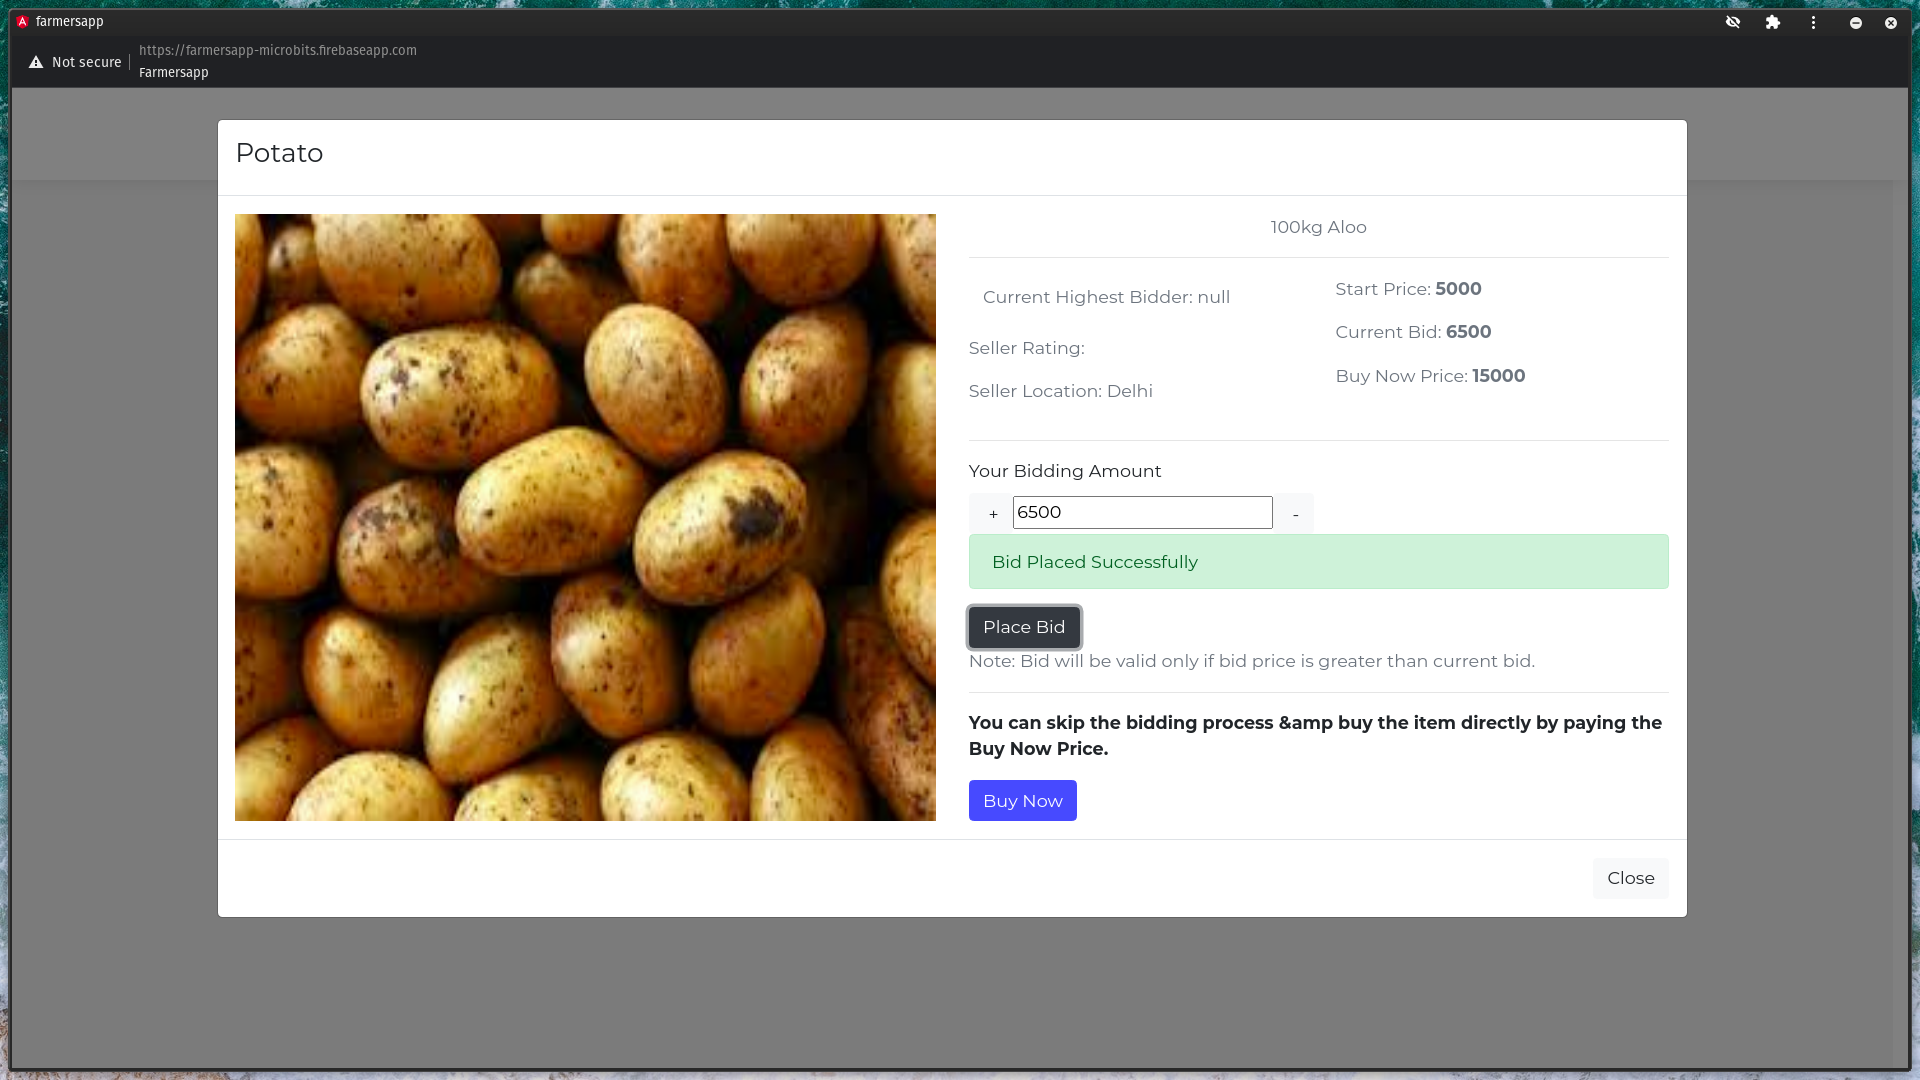 farmersapp
Not secure
https://farmersapp-microbits.firebaseapp.com
Farmersapp
Potato
100kg Aloo
Current Highest Bidder: null
Seller Rating:
Seller Location: Delhi
Start Price: 5000
Current Bid: 6500
Buy Now Price: 15000
Your Bidding Amount
+ 6500 -
Bid Placed Successfully
Place Bid
Note: Bid will be valid only if bid price is greater than current bid.
You can skip the bidding process &amp buy the item directly by paying the
Buy Now Price.
Buy Now
Close